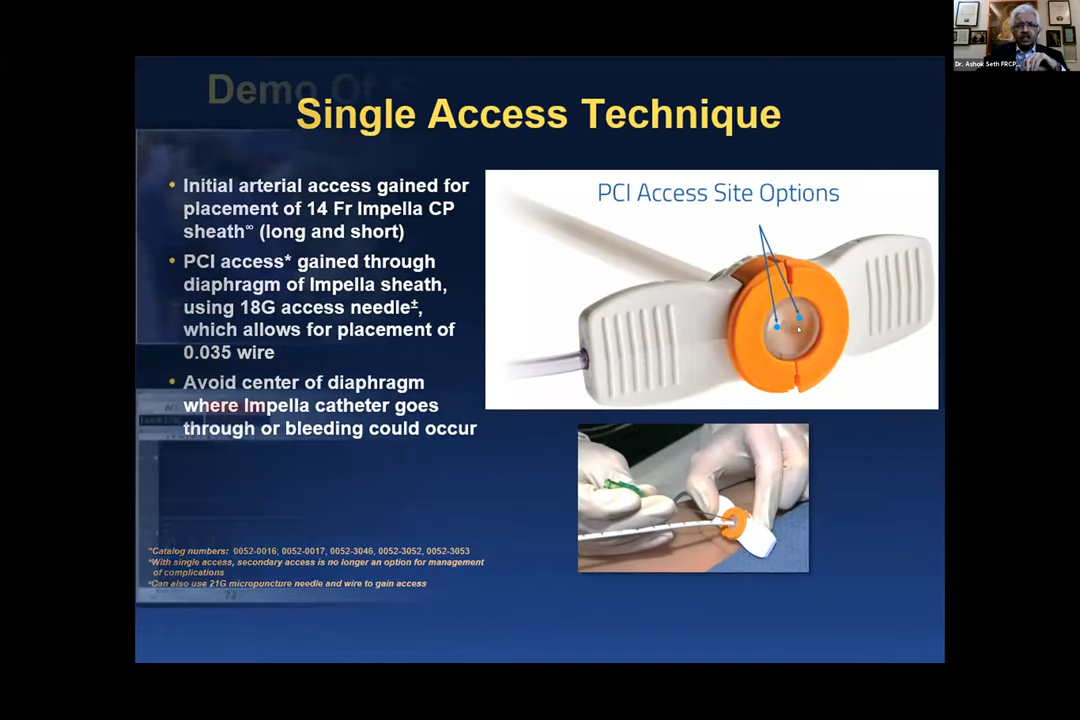 Dr. Ashok Seth FRCP...
Demo Of
Single Access Technique
• Initial arterial access gained for
placement of 14 Fr Impella CP
sheath∞ (long and short)
• PCI access* gained through
diaphragm of Impella sheath,
using 18G access needle±,
which allows for placement of
0.035 wire
• Avoid center of diaphragm
where Impella catheter goes
through or bleeding could occur
PCI Access Site Options
∞Catalog numbers: 0052-0016; 0052-0017, 0052-3046, 0052-3052, 0052-3053
*With single access, secondary access is no longer an option for management
of complications
Can also use 21G micropuncture needle and wire to gain access